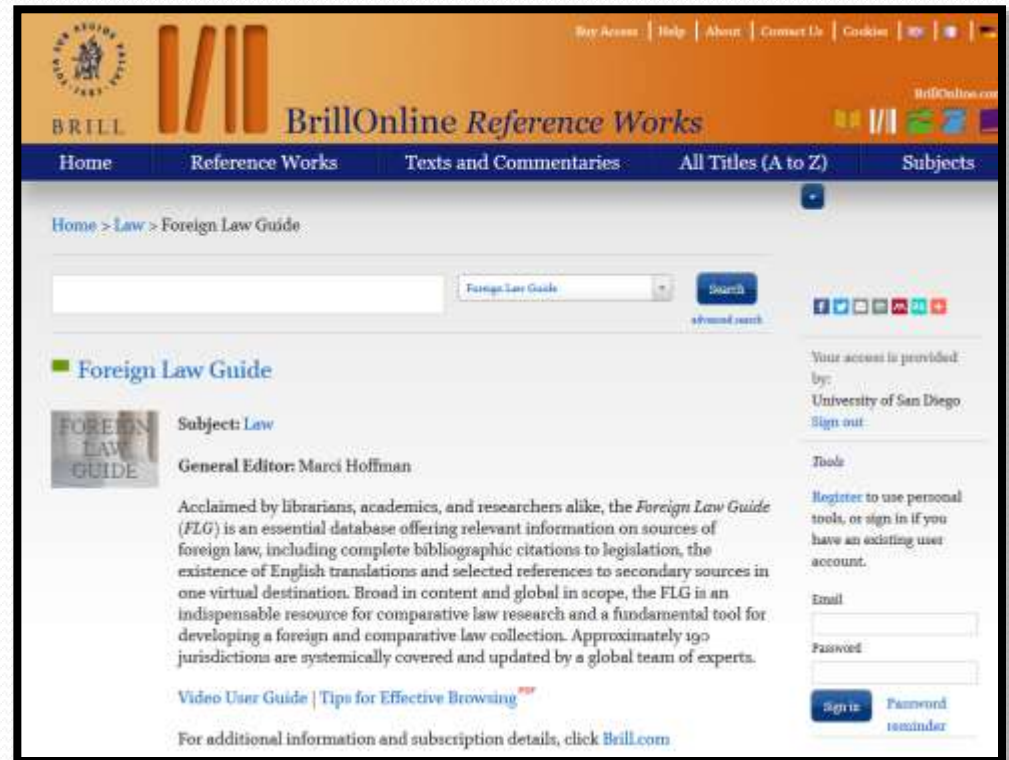 Buy Access | Help | About | Contact Us | Cookies
BRILL
BrillOnline.com
BrillOnline Reference Works
Home Reference Works Texts and Commentaries All Titles (A to Z) Subjects
Home > Law > Foreign Law Guide
Foreign Law Guide
Search
advanced search
Foreign Law Guide
FOREIGN
LAW
GUIDE
Subject: Law
General Editor: Marci Hoffman
Acclaimed by librarians, academics, and researchers alike, the Foreign Law Guide
(FLG) is an essential database offering relevant information on sources of
foreign law, including complete bibliographic citations to legislation, the
existence of English translations and selected references to secondary sources in
one virtual destination. Broad in content and global in scope, the FLG is an
indispensable resource for comparative law research and a fundamental tool for
developing a foreign and comparative law collection. Approximately 190
jurisdictions are systemically covered and updated by a global team of experts.
Video User Guide | Tips for Effective Browsing PDF
For additional information and subscription details, click Brill.com
Your access is provided
by:
University of San Diego
Sign out
Tools
Register to use personal
tools, or sign in if you
have an existing user
account.
Email
Password
Sign in
Password
reminder